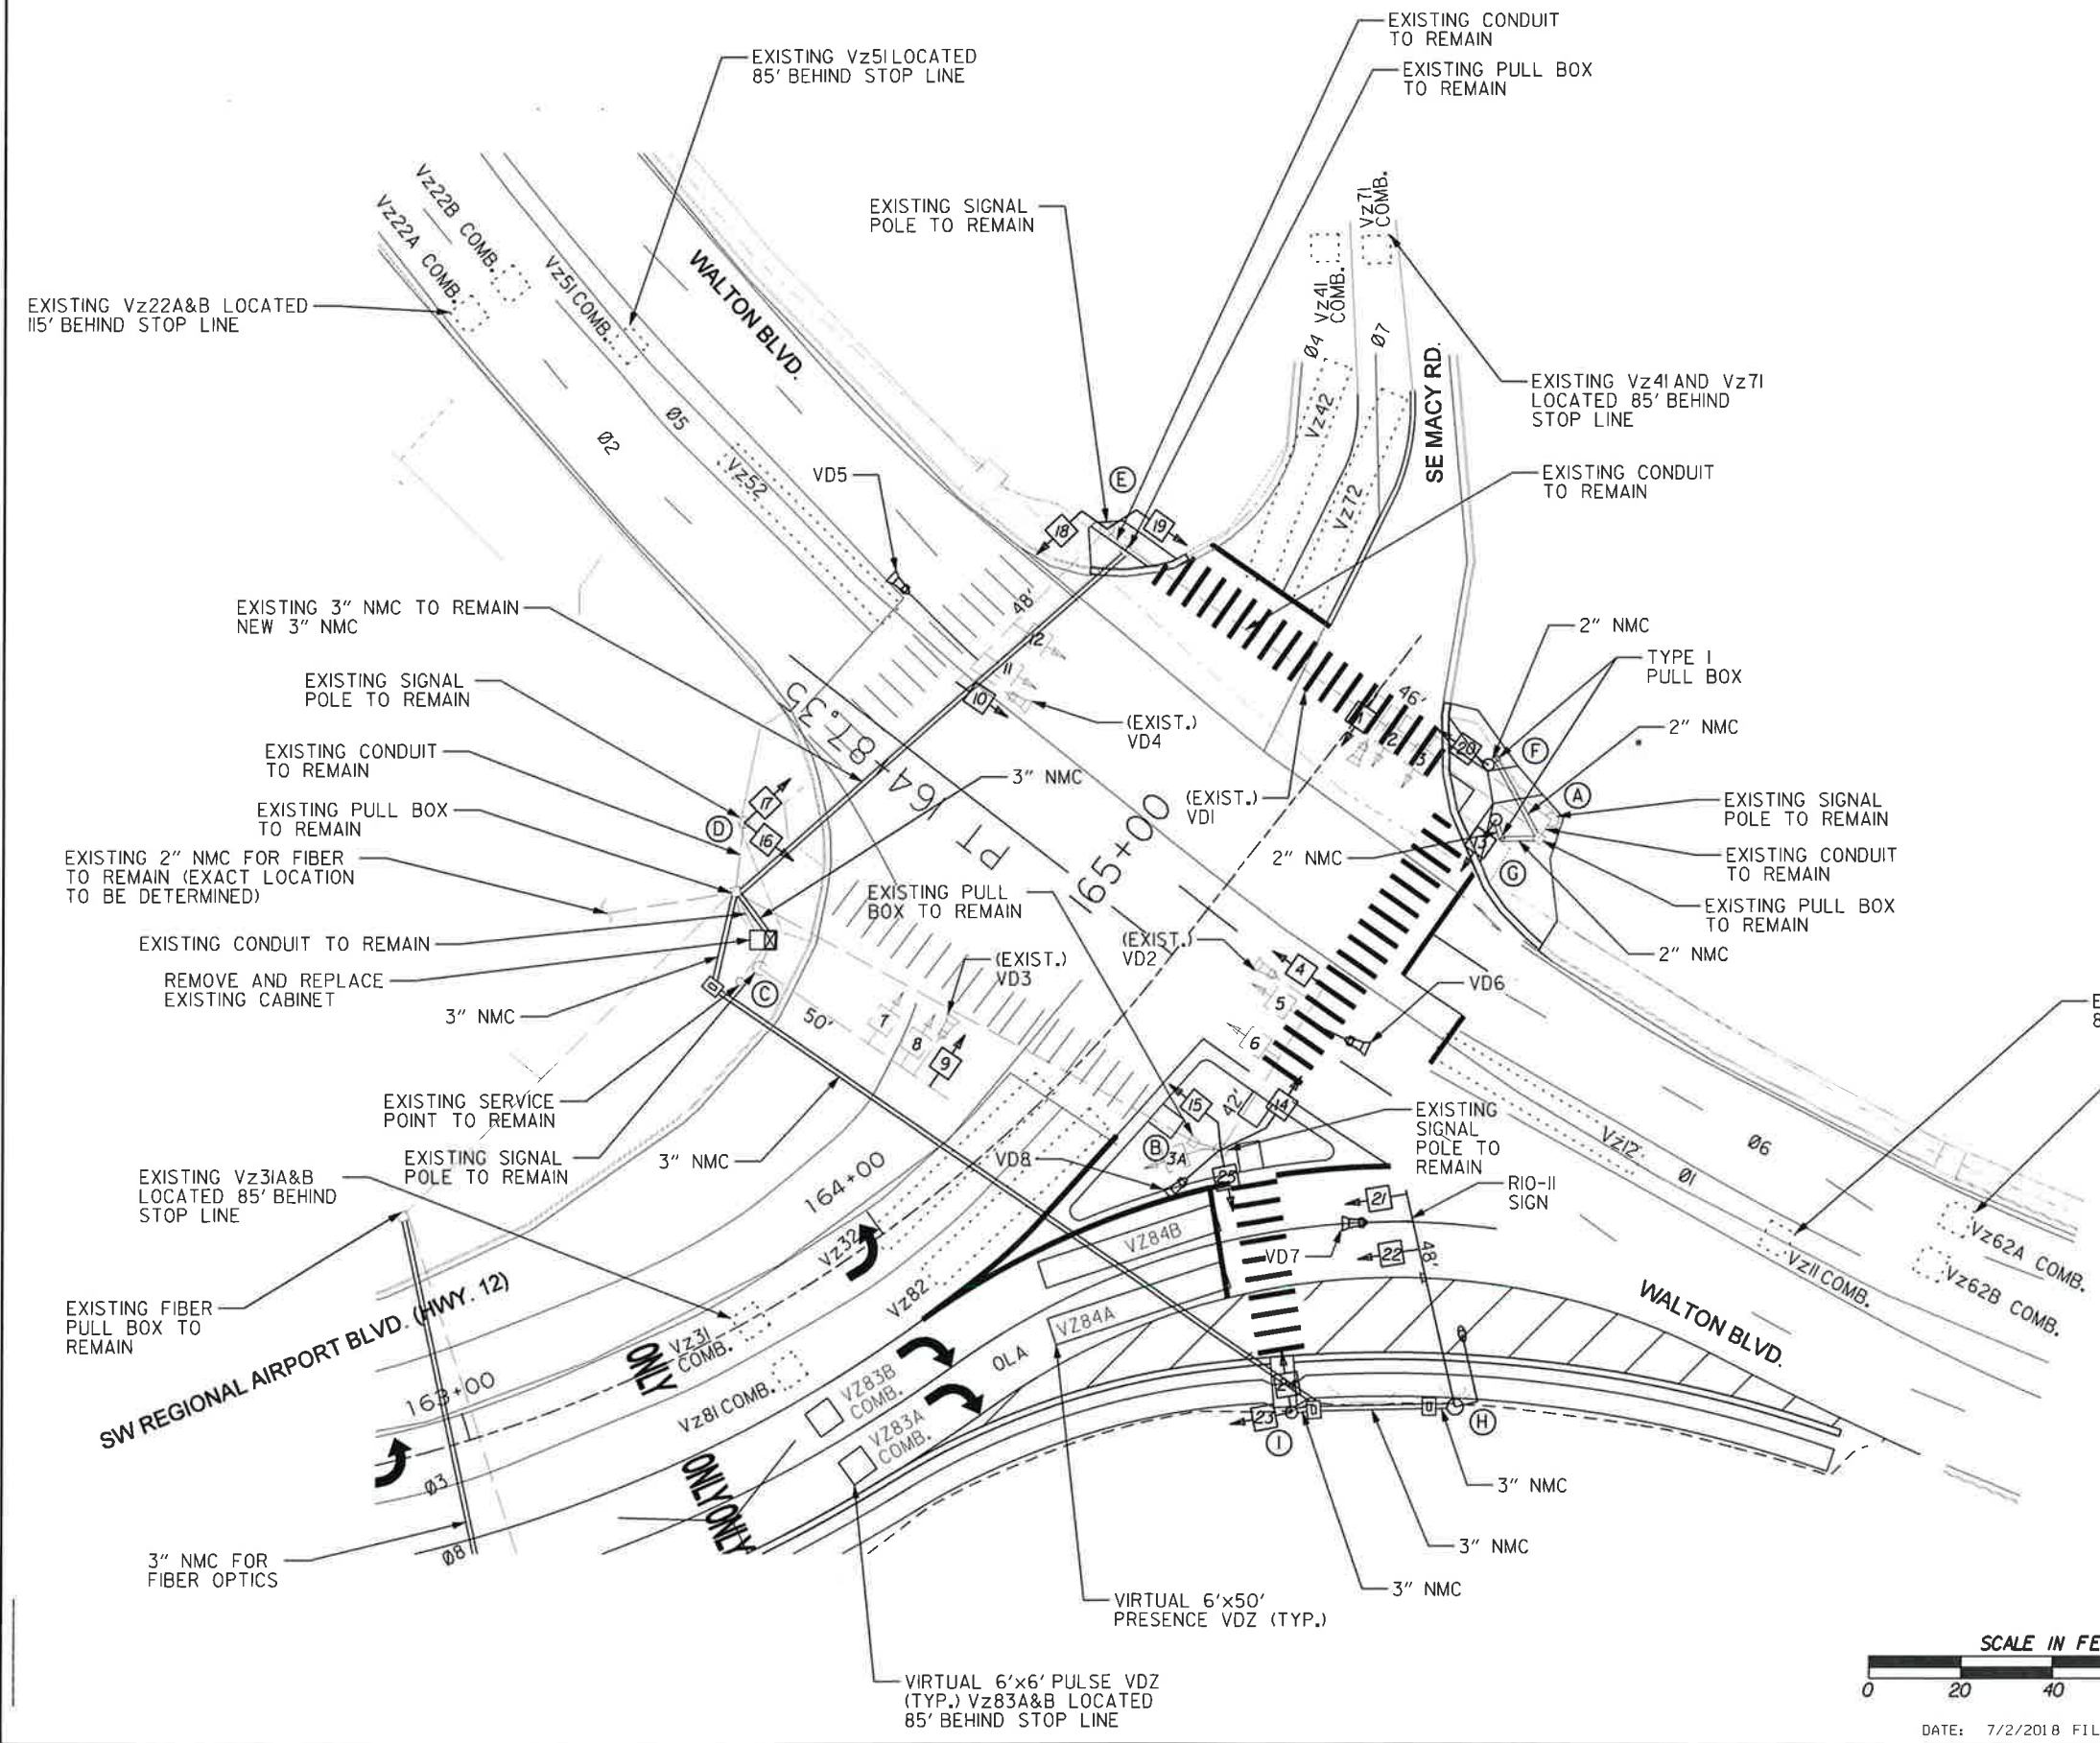 EXISTING CONDUIT
TO REMAIN
EXISTING PULL BOX
TO REMAIN
EXISTING Vz51 LOCATED
85' BEHIND STOP LINE
EXISTING SIGNAL
POLE TO REMAIN
Vz22B COMB.
Vz22A COMB.
Vz51 COMB.
WALTON BLVD.
Vz71
COMB.
Vz41
COMB.
EXISTING Vz22A&B LOCATED
115' BEHIND STOP LINE
Ø4
Ø7
SE MACY RD.
EXISTING Vz41 AND Vz71
LOCATED 85' BEHIND
STOP LINE
Ø5
Ø2
Vz52
Vz42
Vz72
VD5
E
18
19
EXISTING CONDUIT
TO REMAIN
EXISTING 3" NMC TO REMAIN
NEW 3" NMC
48'
12
11
10
2" NMC
TYPE 1
PULL BOX
EXISTING SIGNAL
POLE TO REMAIN
164+87.35
PT
(EXIST.)
VD4
46'
1
2
3
20
F
2" NMC
EXISTING CONDUIT
TO REMAIN
3" NMC
165+00
(EXIST.)
VD1
A
EXISTING SIGNAL
POLE TO REMAIN
17
16
D
EXISTING PULL BOX
TO REMAIN
2" NMC
13
G
EXISTING CONDUIT
TO REMAIN
EXISTING 2" NMC FOR FIBER
TO REMAIN (EXACT LOCATION
TO BE DETERMINED)
EXISTING PULL
BOX TO REMAIN
EXISTING PULL BOX
TO REMAIN
2" NMC
EXISTING CONDUIT TO REMAIN
REMOVE AND REPLACE
EXISTING CABINET
3" NMC
C
(EXIST.)
VD3
(EXIST.)
VD2
4
5
6
VD6
50'
7
8
9
EXISTING SERVICE
POINT TO REMAIN
EXISTING SIGNAL
POLE TO REMAIN
3" NMC
15
42'
14
B
3A
VD8
25
EXISTING
SIGNAL
POLE TO
REMAIN
R10-11
SIGN
Vz12
Ø1
Ø6
EXISTING Vz31A&B
LOCATED 85' BEHIND
STOP LINE
164+00
Vz32
VZ84B
21
VD7
22
48'
Vz62A COMB.
Vz62B COMB.
Vz11 COMB.
Vz82
VZ84A
WALTON BLVD.
EXISTING FIBER
PULL BOX TO
REMAIN
SW REGIONAL AIRPORT BLVD. (HWY. 12)
163+00
ONLY
Vz31
COMB.
OLA
Vz81 COMB.
VZ83B
COMB.
VZ83A
COMB.
23
I
H
Ø3
Ø8
ONLY ONLY
3" NMC
3" NMC
3" NMC
3" NMC FOR
FIBER OPTICS
VIRTUAL 6'x50'
PRESENCE VDZ (TYP.)
VIRTUAL 6'x6' PULSE VDZ
(TYP.) Vz83A&B LOCATED
85' BEHIND STOP LINE
SCALE IN FE
0 20 40
DATE: 7/2/2018 FIL